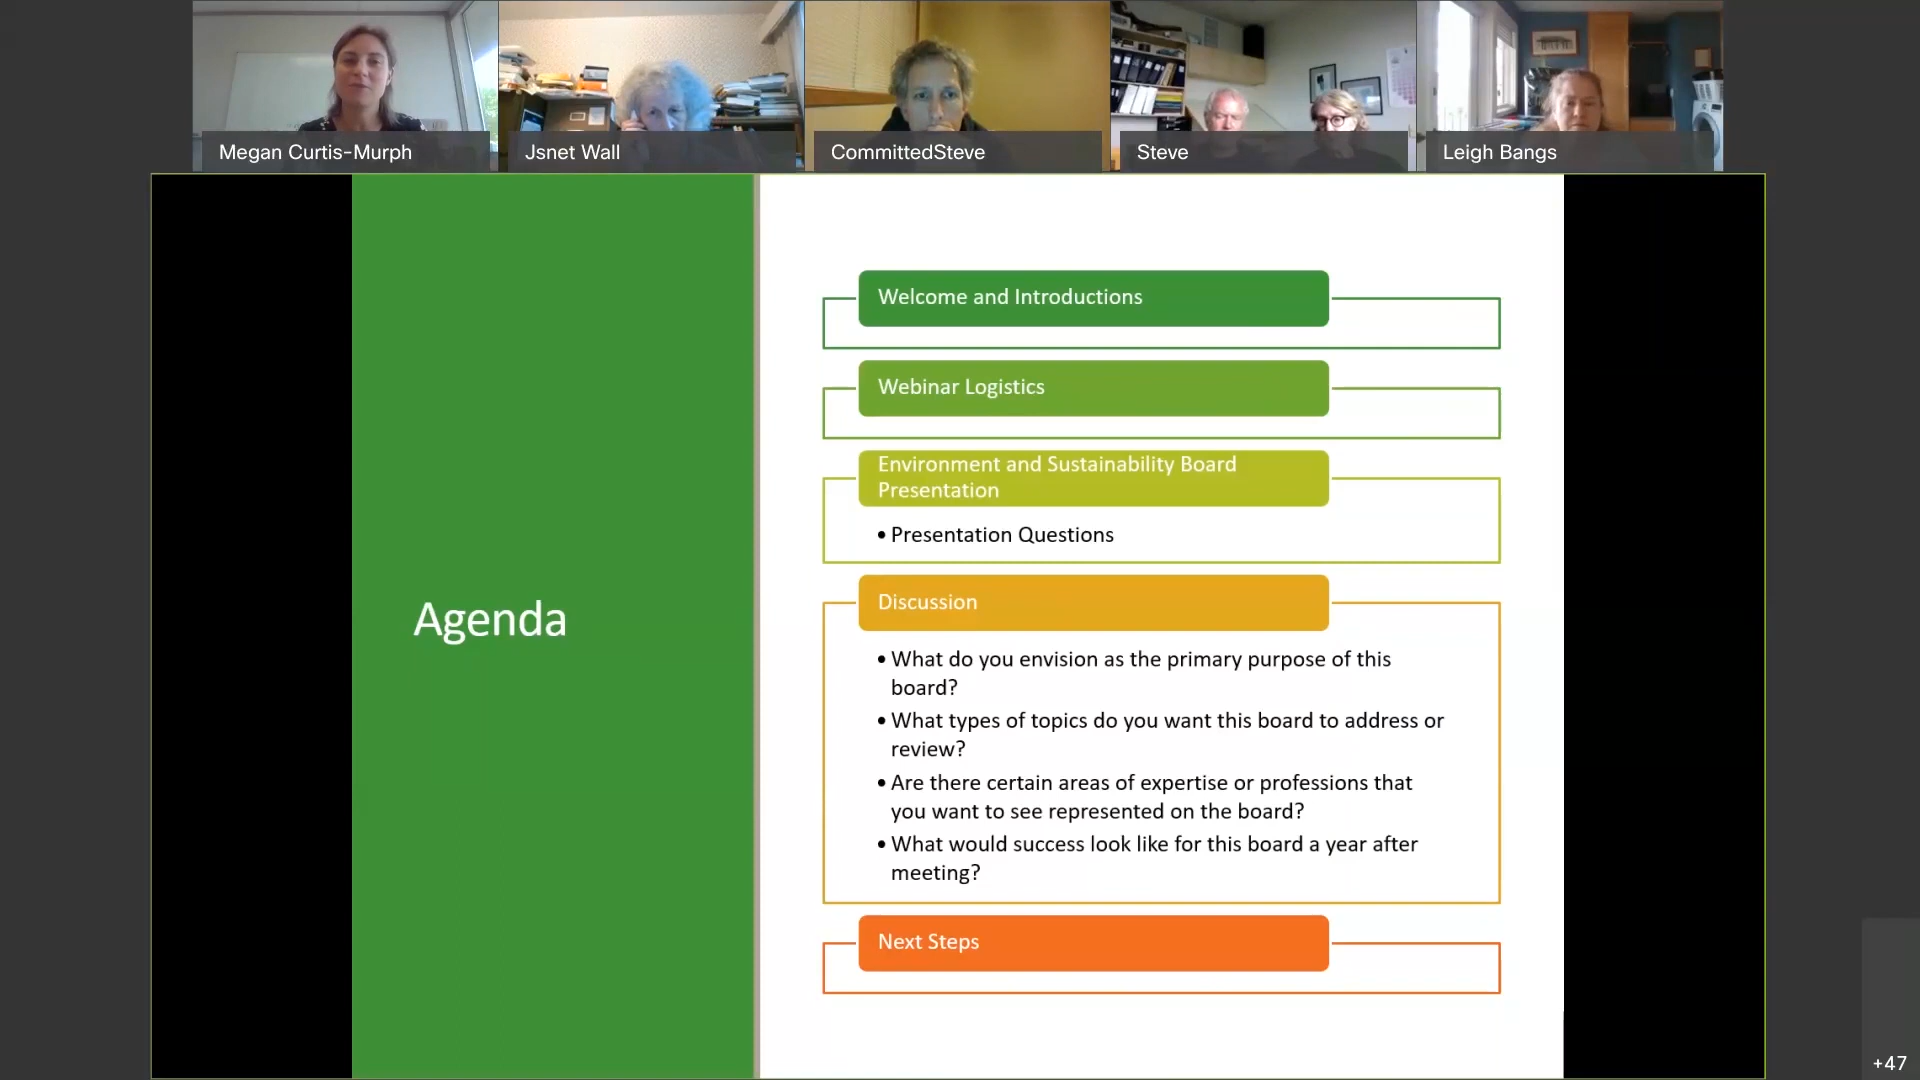 Megan Curtis-Murph
Jsnet Wall
CommittedSteve
Steve
Leigh Bangs
Agenda
Welcome and Introductions
Webinar Logistics
Environment and Sustainability Board
Presentation
• Presentation Questions
Discussion
• What do you envision as the primary purpose of this
board?
• What types of topics do you want this board to address or
review?
• Are there certain areas of expertise or professions that
you want to see represented on the board?
• What would success look like for this board a year after
meeting?
Next Steps
+47